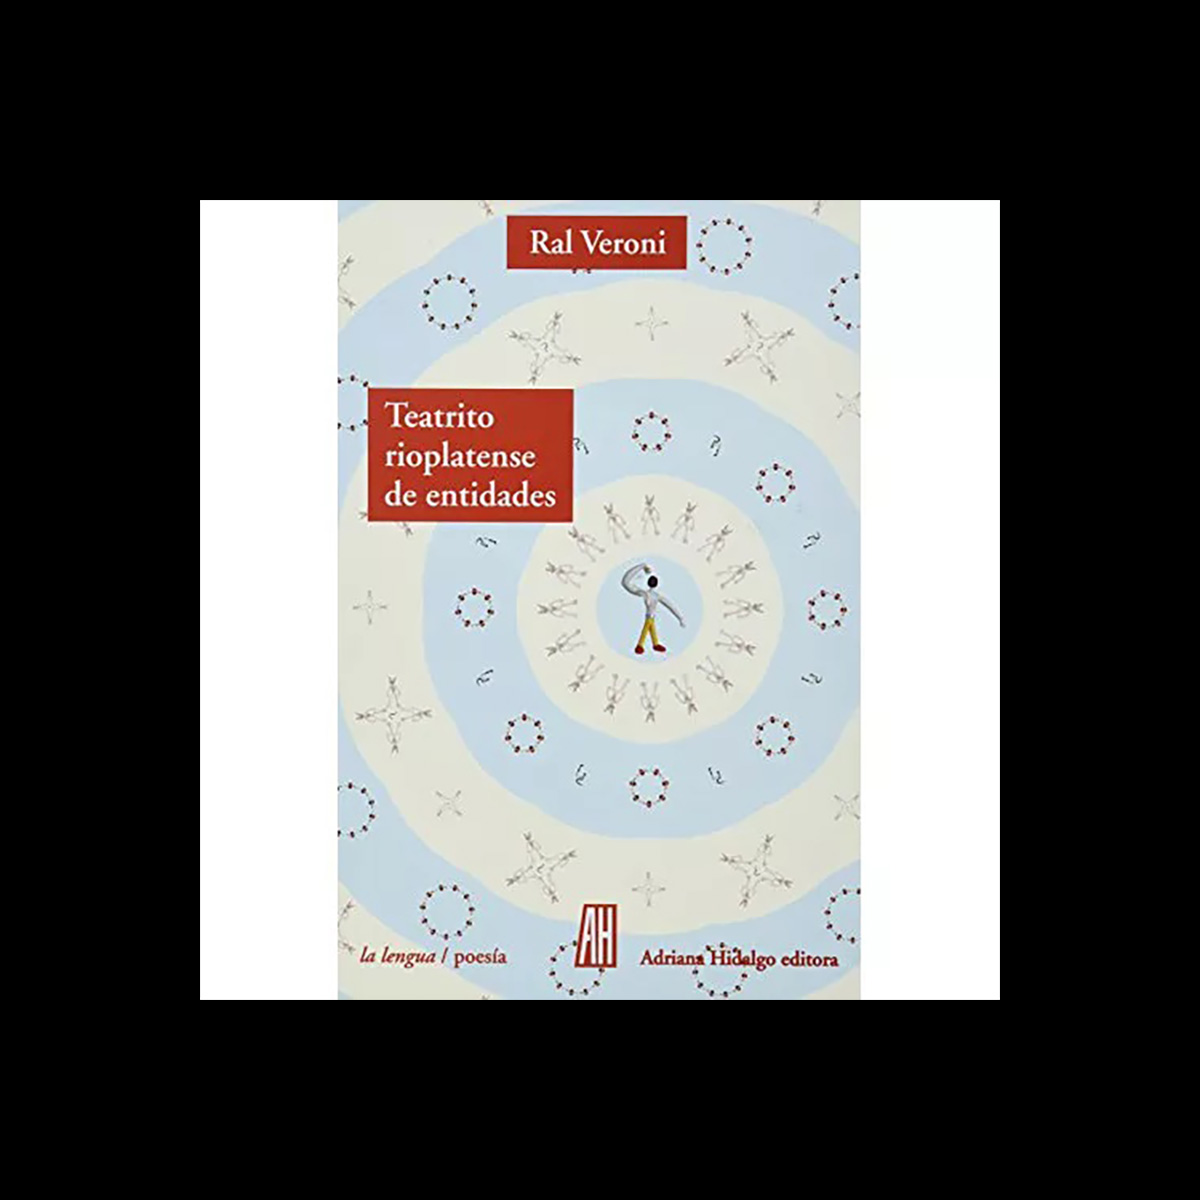 Ral Veroni
Teatrito
rioplatense
de entidades
AH
la lengua / poesía
Adriana Hidalgo editora